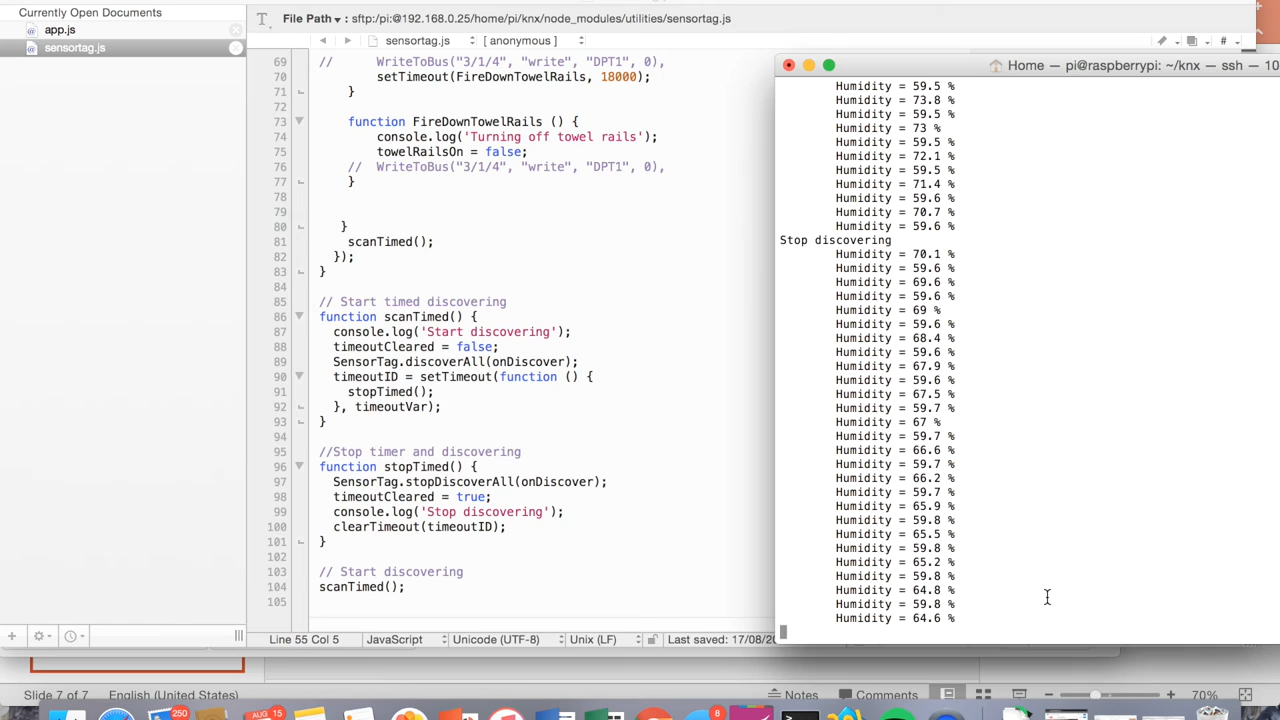 Currently Open Documents
app.js
sensortag.js
File Path ▾ : sftp:/pi:@192.168.0.25/home/pi/knx/node_modules/utilities/sensortag.js
sensortag.js [ anonymous ] #
69 //      WriteToBus("3/1/4", "write", "DPT1", 0),
70 setTimeout(FireDownTowelRails, 18000);
71 }
72
73 function FireDownTowelRails () {
74 console.log('Turning off towel rails');
75 towelRailsOn = false;
76 //  WriteToBus("3/1/4", "write", "DPT1", 0),
77 }
78
79
80 }
81 scanTimed();
82 });
83 }
84
85 // Start timed discovering
86 function scanTimed() {
87 console.log('Start discovering');
88 timeoutCleared = false;
89 SensorTag.discoverAll(onDiscover);
90 timeoutID = setTimeout(function () {
91 stopTimed();
92 }, timeoutVar);
93 }
94
95 //Stop timer and discovering
96 function stopTimed() {
97 SensorTag.stopDiscoverAll(onDiscover);
98 timeoutCleared = true;
99 console.log('Stop discovering');
100 clearTimeout(timeoutID);
101 }
102
103 // Start discovering
104 scanTimed();
105
Line 55 Col 5 JavaScript Unicode (UTF-8) Unix (LF) Last saved: 17/08/20
Home — pi@raspberrypi: ~/knx — ssh — 10
Humidity = 59.5 %
Humidity = 73.8 %
Humidity = 59.5 %
Humidity = 73 %
Humidity = 59.5 %
Humidity = 72.1 %
Humidity = 59.5 %
Humidity = 71.4 %
Humidity = 59.6 %
Humidity = 70.7 %
Humidity = 59.6 %
Stop discovering
Humidity = 70.1 %
Humidity = 59.6 %
Humidity = 69.6 %
Humidity = 59.6 %
Humidity = 69 %
Humidity = 59.6 %
Humidity = 68.4 %
Humidity = 59.6 %
Humidity = 67.9 %
Humidity = 59.6 %
Humidity = 67.5 %
Humidity = 59.7 %
Humidity = 67 %
Humidity = 59.7 %
Humidity = 66.6 %
Humidity = 59.7 %
Humidity = 66.2 %
Humidity = 59.7 %
Humidity = 65.9 %
Humidity = 59.8 %
Humidity = 65.5 %
Humidity = 59.8 %
Humidity = 65.2 %
Humidity = 59.8 %
Humidity = 64.8 %
Humidity = 59.8 %
Humidity = 64.6 %
Slide 7 of 7 English (United States) Notes Comments 70%
250 AUG 15 8